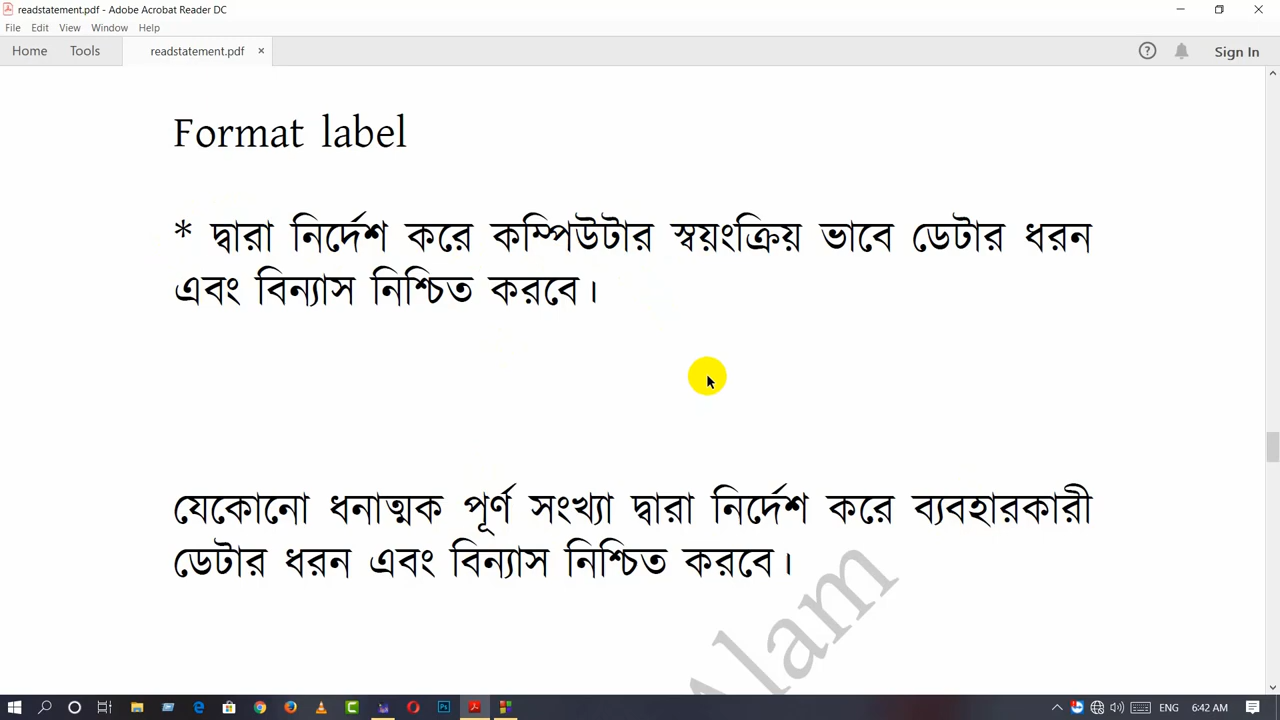 readstatement.pdf - Adobe Acrobat Reader DC
File Edit View Window Help
Home Tools readstatement.pdf × ? Sign In
Format label
* দ্বারা নির্দেশ করে কম্পিউটার স্বয়ংক্রিয় ভাবে ডেটার ধরন
এবং বিন্যাস নিশ্চিত করবে।
যেকোনো ধনাত্মক পূর্ণ সংখ্যা দ্বারা নির্দেশ করে ব্যবহারকারী
ডেটার ধরন এবং বিন্যাস নিশ্চিত করবে।
Alam
ENG 6:42 AM